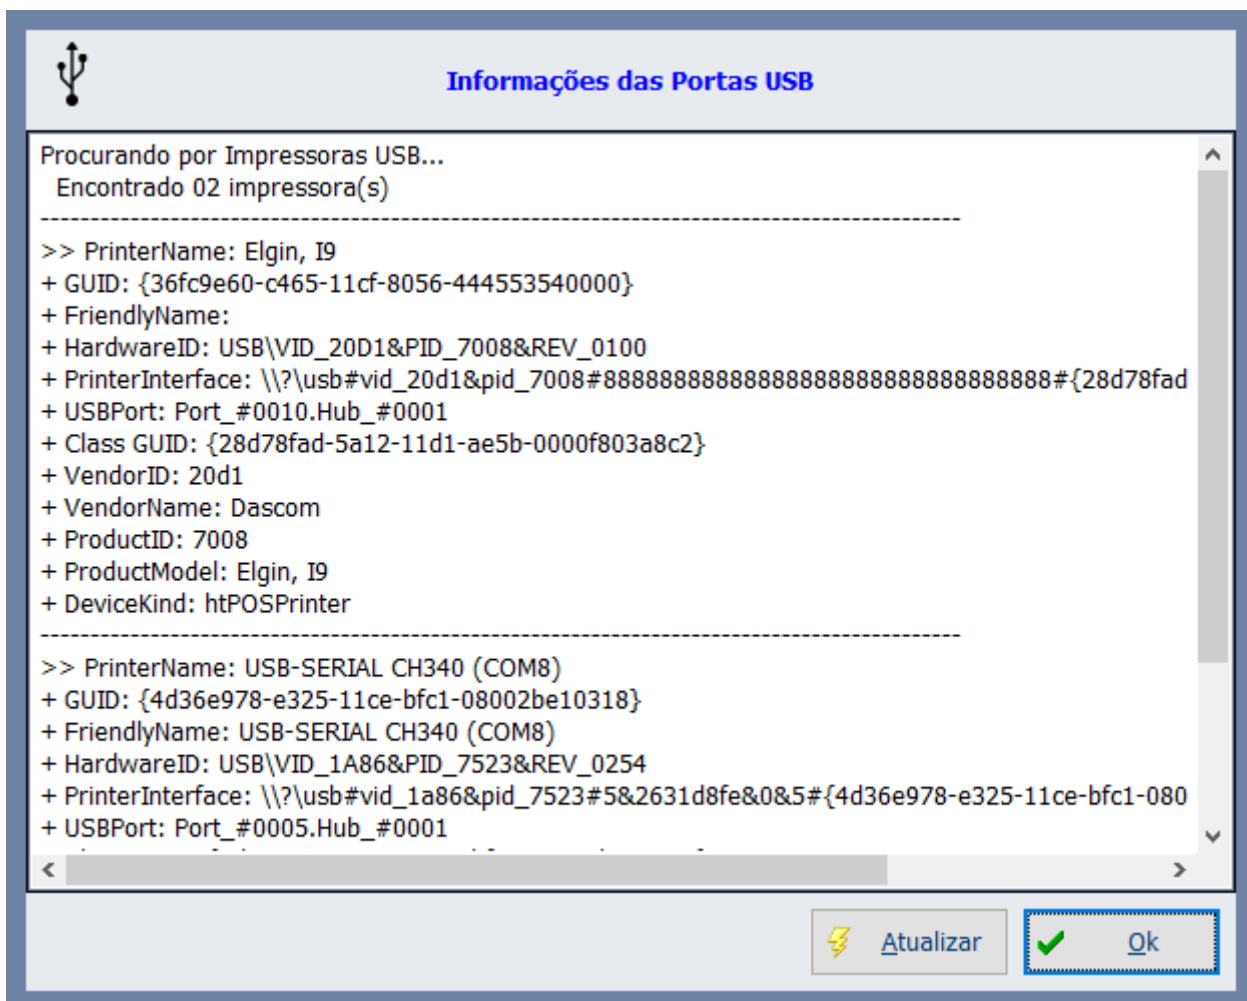 Informações das Portas USB
Procurando por Impressoras USB...
Encontrado 02 impressora(s)
--------------------------------------------------------------------------------------------
>> PrinterName: Elgin, I9
+ GUID: {36fc9e60-c465-11cf-8056-444553540000}
+ FriendlyName:
+ HardwareID: USB\VID_20D1&PID_7008&REV_0100
+ PrinterInterface: \\?\usb#vid_20d1&pid_7008#8888888888888888888888888888888#{28d78fad
+ USBPort: Port_#0010.Hub_#0001
+ Class GUID: {28d78fad-5a12-11d1-ae5b-0000f803a8c2}
+ VendorID: 20d1
+ VendorName: Dascom
+ ProductID: 7008
+ ProductModel: Elgin, I9
+ DeviceKind: htPOSPrinter
--------------------------------------------------------------------------------------------
>> PrinterName: USB-SERIAL CH340 (COM8)
+ GUID: {4d36e978-e325-11ce-bfc1-08002be10318}
+ FriendlyName: USB-SERIAL CH340 (COM8)
+ HardwareID: USB\VID_1A86&PID_7523&REV_0254
+ PrinterInterface: \\?\usb#vid_1a86&pid_7523#5&2631d8fe&0&5#{4d36e978-e325-11ce-bfc1-080
+ USBPort: Port_#0005.Hub_#0001
Atualizar
Ok